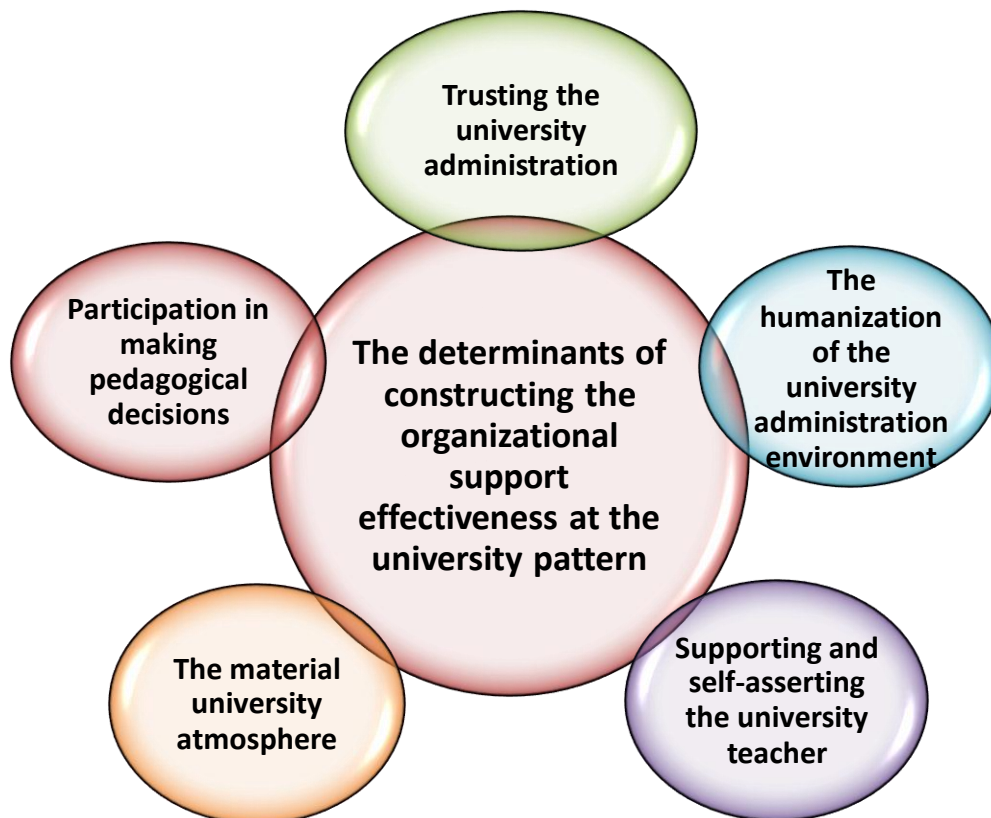 Trusting the
university
administration
Participation in
making
pedagogical
decisions
The determinants of
constructing the
organizational
support
effectiveness at the
university pattern
The
humanization
of the
university
administration
environment
The material
university
atmosphere
Supporting and
self-asserting
the university
teacher